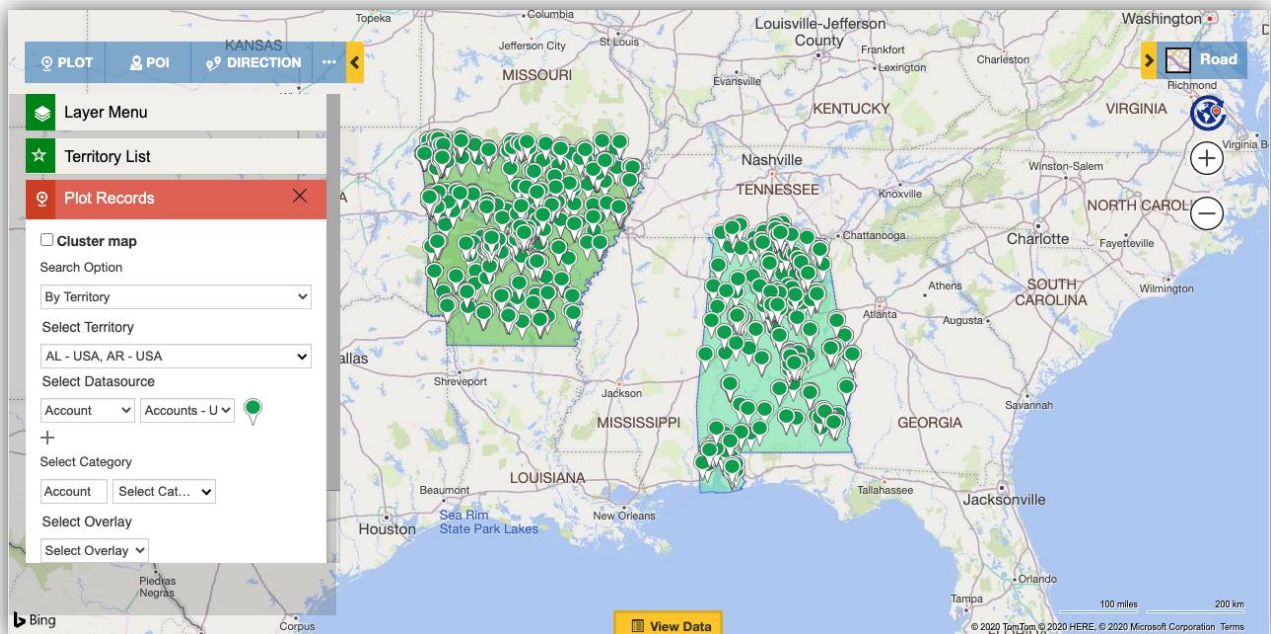 PLOT
POI
DIRECTION
...
Road
Layer Menu
Territory List
Plot Records
Cluster map
Search Option
By Territory
Select Territory
AL - USA, AR - USA
Select Datasource
Account
Accounts - U
+
Select Category
Account
Select Cat...
Select Overlay
Select Overlay
Topeka
Columbia
Jefferson City
St Louis
KANSAS
MISSOURI
Louisville-Jefferson
County
Frankfort
Lexington
Evansville
KENTUCKY
Charleston
Washington
Richmond
VIRGINIA
Virginia B
Nashville
TENNESSEE
Knoxville
Winston-Salem
NORTH CAROL
Chattanooga
Charlotte
Fayetteville
Wilmington
SOUTH
CAROLINA
Athens
Atlanta
Augusta
Savannah
GEORGIA
allas
Shreveport
Jackson
MISSISSIPPI
LOUISIANA
Beaumont
Houston
Sea Rim
State Park Lakes
New Orleans
Tallahassee
Jacksonville
Orlando
Tampa
Piedras
Negras
Corpus
Bing
View Data
100 miles
200 km
© 2020 TomTom © 2020 HERE, © 2020 Microsoft Corporation Terms